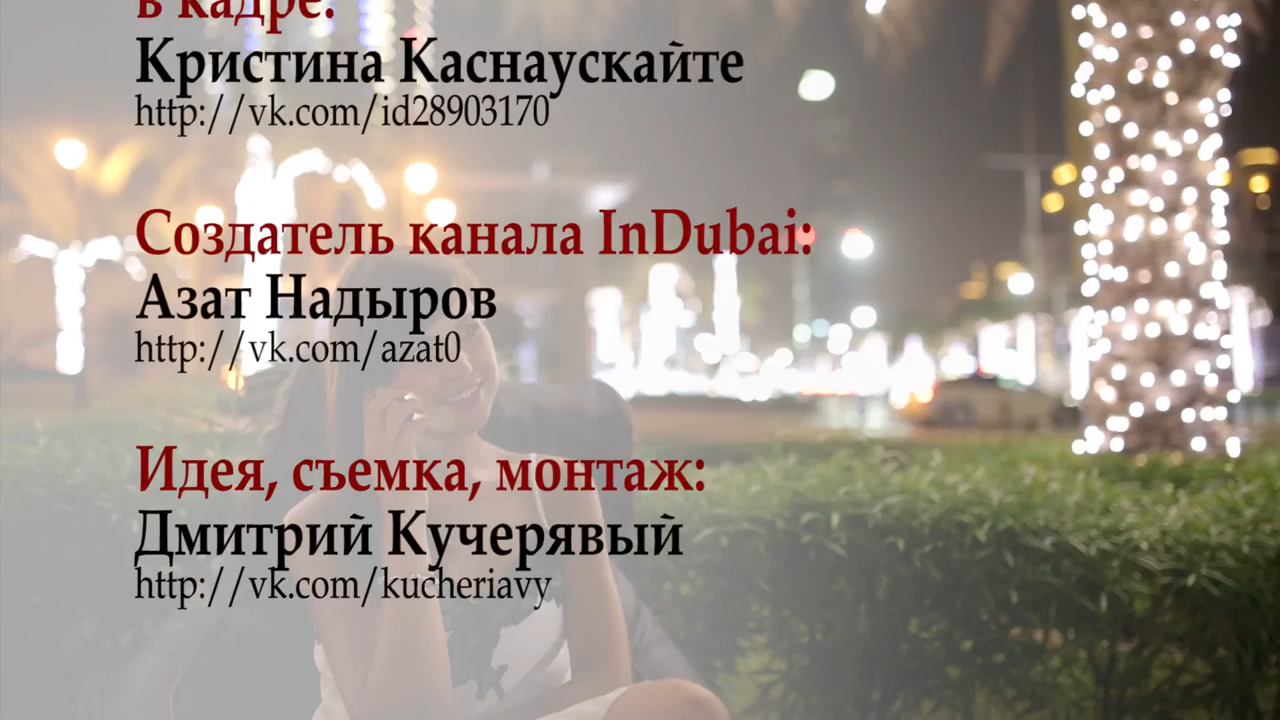 в кадре:
Кристина Каснаускайте
http://vk.com/id28903170
Создатель канала InDubai:
Азат Надыров
http://vk.com/azat0
Идея, съемка, монтаж:
Дмитрий Кучерявый
http://vk.com/kucheriavy